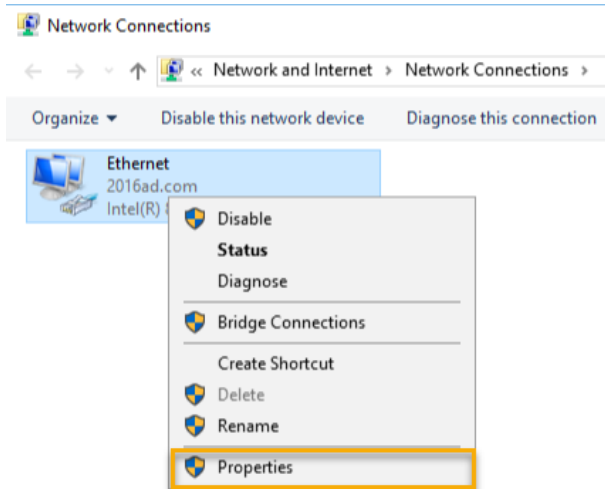 Network Connections
« Network and Internet > Network Connections >
Organize Disable this network device Diagnose this connection
Ethernet
2016ad.com
Intel(R)
Disable
Status
Diagnose
Bridge Connections
Create Shortcut
Delete
Rename
Properties